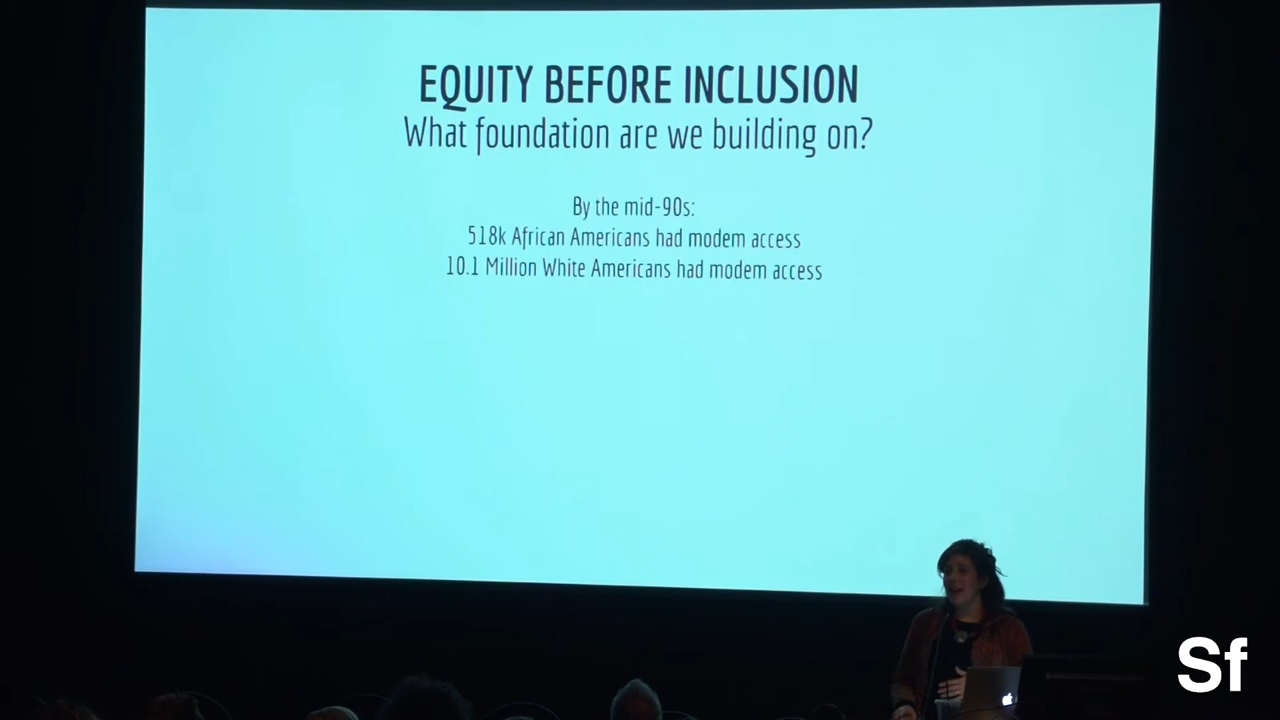 EQUITY BEFORE INCLUSION
What foundation are we building on?
By the mid-90s:
518k African Americans had modem access
10.1 Million White Americans had modem access
Sf